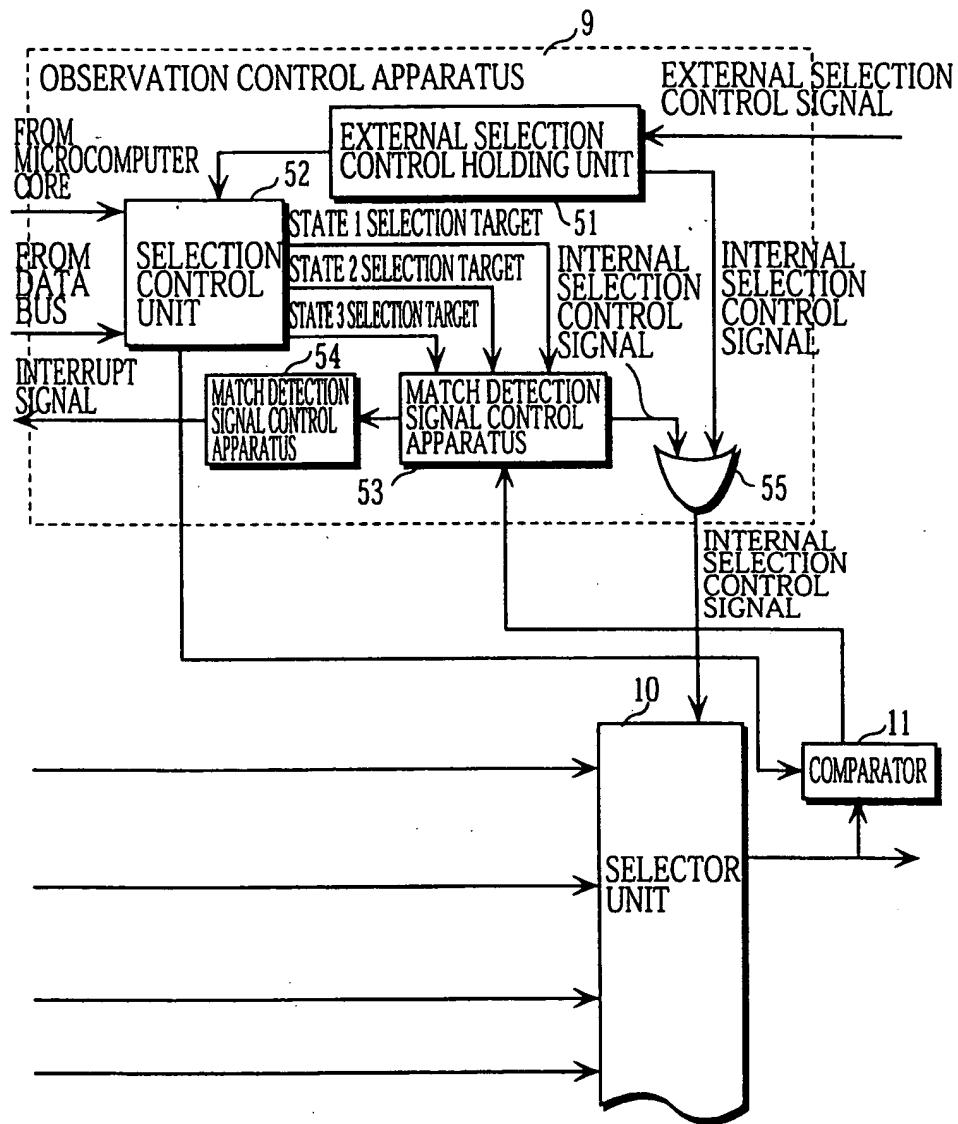 9
OBSERVATION CONTROL APPARATUS
EXTERNAL SELECTION
CONTROL SIGNAL
FROM
MICROCOMPUTER
CORE
52
EXTERNAL SELECTION
CONTROL HOLDING UNIT
51
SELECTION
CONTROL
UNIT
STATE 1 SELECTION TARGET
STATE 2 SELECTION TARGET
STATE 3 SELECTION TARGET
INTERNAL
SELECTION
CONTROL
SIGNAL
INTERNAL
SELECTION
CONTROL
SIGNAL
FROM
DATA
BUS
INTERRUPT
SIGNAL
54
MATCH DETECTION
SIGNAL CONTROL
APPARATUS
MATCH DETECTION
SIGNAL CONTROL
APPARATUS
53
55
INTERNAL
SELECTION
CONTROL
SIGNAL
10
11
COMPARATOR
SELECTOR
UNIT